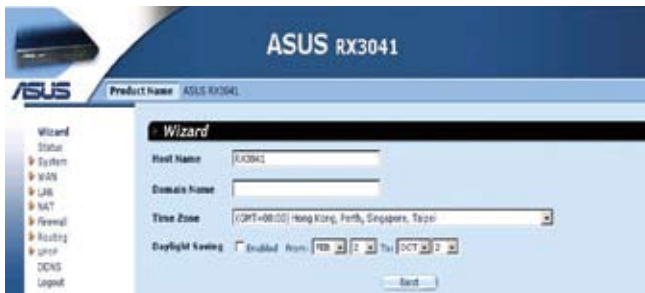 ASUS RX3041
ASUS
Product Name ASUS RX3041
Wizard
Status
System
WAN
LAN
NAT
Firewall
Routing
UPnP
DDNS
Logout
Wizard
Host Name RX3041
Domain Name
Time Zone (GMT+08:00) Hong Kong, Perth, Singapore, Taipei
Daylight Saving Enabled From: FEB 2 To: OCT 2
Next